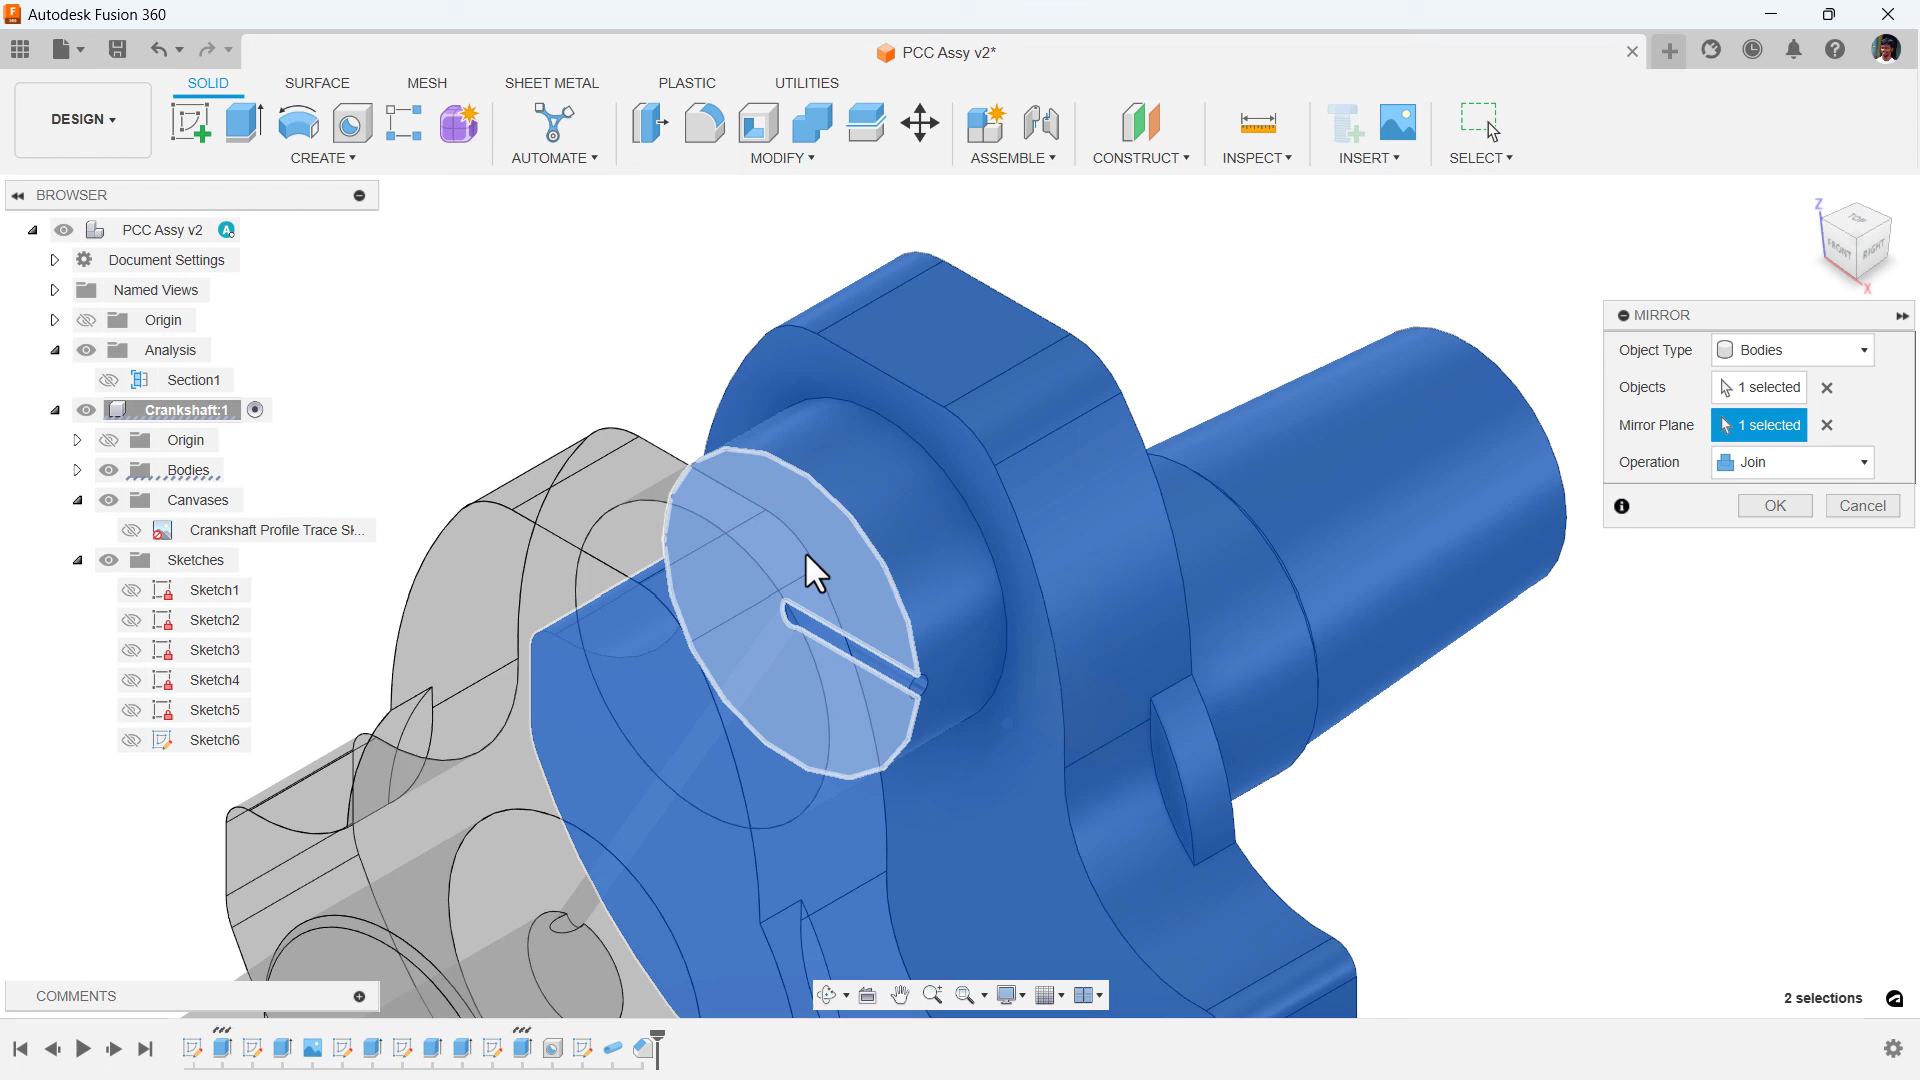 Autodesk Fusion 360
PCC Assy v2*
DESIGN
SOLID
SURFACE
MESH
SHEET METAL
PLASTIC
UTILITIES
CREATE
AUTOMATE
MODIFY
ASSEMBLE
CONSTRUCT
INSPECT
INSERT
SELECT
BROWSER
PCC Assy v2
Document Settings
Named Views
Origin
Analysis
Section1
Crankshaft:1
Origin
Bodies
Canvases
Crankshaft Profile Trace Sk...
Sketches
Sketch1
Sketch2
Sketch3
Sketch4
Sketch5
Sketch6
Z
TOP
FRONT
RIGHT
X
MIRROR
Object Type
Bodies
Objects
1 selected
Mirror Plane
1 selected
Operation
Join
OK
Cancel
COMMENTS
2 selections